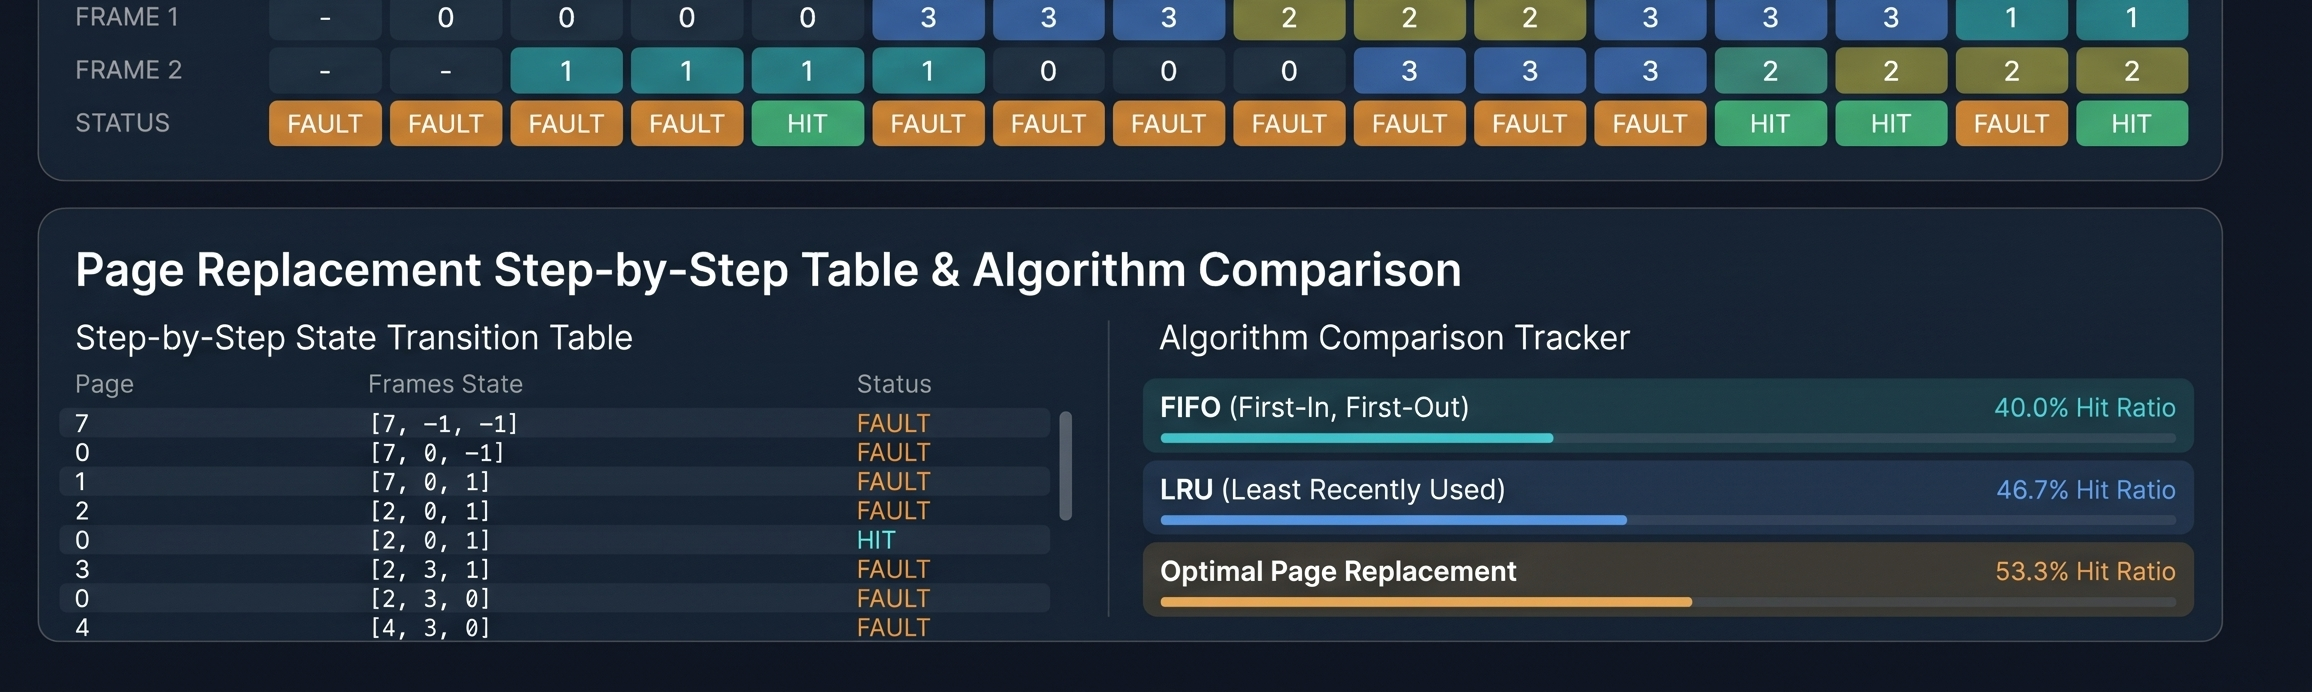 FRAME 1 - 0 0 0 0 3 3 3 2 2 2 3 3 3 1 1
FRAME 2 - - 1 1 1 1 0 0 0 3 3 3 2 2 2 2
STATUS FAULT FAULT FAULT FAULT HIT FAULT FAULT FAULT FAULT FAULT FAULT FAULT HIT HIT FAULT HIT
Page Replacement Step-by-Step Table & Algorithm Comparison
Step-by-Step State Transition Table
Page Frames State Status
7 [7, −1, −1] FAULT
0 [7, 0, −1] FAULT
1 [7, 0, 1] FAULT
2 [2, 0, 1] FAULT
0 [2, 0, 1] HIT
3 [2, 3, 1] FAULT
0 [2, 3, 0] FAULT
4 [4, 3, 0] FAULT
Algorithm Comparison Tracker
FIFO (First-In, First-Out) 40.0% Hit Ratio
LRU (Least Recently Used) 46.7% Hit Ratio
Optimal Page Replacement 53.3% Hit Ratio